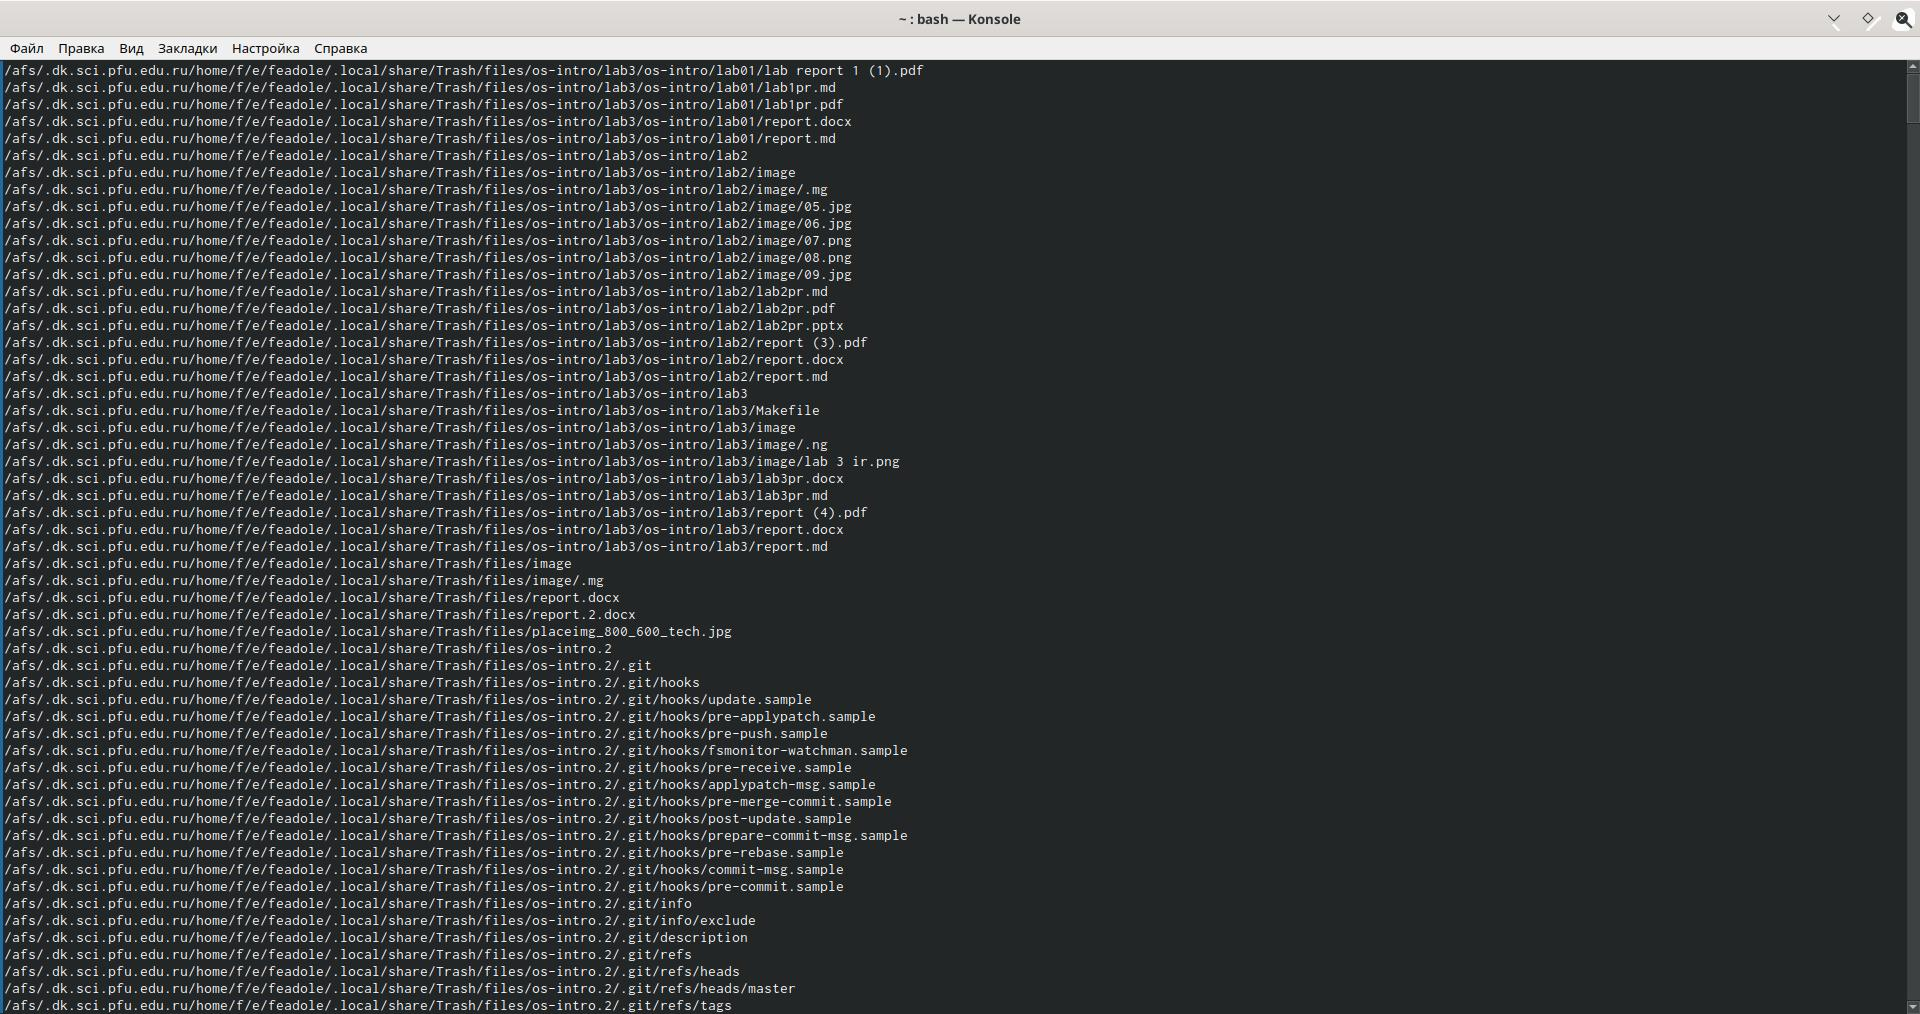 ~ : bash — Konsole
Файл Правка Вид Закладки Настройка Справка
/afs/.dk.sci.pfu.edu.ru/home/f/e/feadole/.local/share/Trash/files/os-intro/lab3/os-intro/lab01/lab report 1 (1).pdf
/afs/.dk.sci.pfu.edu.ru/home/f/e/feadole/.local/share/Trash/files/os-intro/lab3/os-intro/lab01/lab1pr.md
/afs/.dk.sci.pfu.edu.ru/home/f/e/feadole/.local/share/Trash/files/os-intro/lab3/os-intro/lab01/lab1pr.pdf
/afs/.dk.sci.pfu.edu.ru/home/f/e/feadole/.local/share/Trash/files/os-intro/lab3/os-intro/lab01/report.docx
/afs/.dk.sci.pfu.edu.ru/home/f/e/feadole/.local/share/Trash/files/os-intro/lab3/os-intro/lab01/report.md
/afs/.dk.sci.pfu.edu.ru/home/f/e/feadole/.local/share/Trash/files/os-intro/lab3/os-intro/lab2
/afs/.dk.sci.pfu.edu.ru/home/f/e/feadole/.local/share/Trash/files/os-intro/lab3/os-intro/lab2/image
/afs/.dk.sci.pfu.edu.ru/home/f/e/feadole/.local/share/Trash/files/os-intro/lab3/os-intro/lab2/image/.mg
/afs/.dk.sci.pfu.edu.ru/home/f/e/feadole/.local/share/Trash/files/os-intro/lab3/os-intro/lab2/image/05.jpg
/afs/.dk.sci.pfu.edu.ru/home/f/e/feadole/.local/share/Trash/files/os-intro/lab3/os-intro/lab2/image/06.jpg
/afs/.dk.sci.pfu.edu.ru/home/f/e/feadole/.local/share/Trash/files/os-intro/lab3/os-intro/lab2/image/07.png
/afs/.dk.sci.pfu.edu.ru/home/f/e/feadole/.local/share/Trash/files/os-intro/lab3/os-intro/lab2/image/08.png
/afs/.dk.sci.pfu.edu.ru/home/f/e/feadole/.local/share/Trash/files/os-intro/lab3/os-intro/lab2/image/09.jpg
/afs/.dk.sci.pfu.edu.ru/home/f/e/feadole/.local/share/Trash/files/os-intro/lab3/os-intro/lab2/lab2pr.md
/afs/.dk.sci.pfu.edu.ru/home/f/e/feadole/.local/share/Trash/files/os-intro/lab3/os-intro/lab2/lab2pr.pdf
/afs/.dk.sci.pfu.edu.ru/home/f/e/feadole/.local/share/Trash/files/os-intro/lab3/os-intro/lab2/lab2pr.pptx
/afs/.dk.sci.pfu.edu.ru/home/f/e/feadole/.local/share/Trash/files/os-intro/lab3/os-intro/lab2/report (3).pdf
/afs/.dk.sci.pfu.edu.ru/home/f/e/feadole/.local/share/Trash/files/os-intro/lab3/os-intro/lab2/report.docx
/afs/.dk.sci.pfu.edu.ru/home/f/e/feadole/.local/share/Trash/files/os-intro/lab3/os-intro/lab2/report.md
/afs/.dk.sci.pfu.edu.ru/home/f/e/feadole/.local/share/Trash/files/os-intro/lab3/os-intro/lab3
/afs/.dk.sci.pfu.edu.ru/home/f/e/feadole/.local/share/Trash/files/os-intro/lab3/os-intro/lab3/Makefile
/afs/.dk.sci.pfu.edu.ru/home/f/e/feadole/.local/share/Trash/files/os-intro/lab3/os-intro/lab3/image
/afs/.dk.sci.pfu.edu.ru/home/f/e/feadole/.local/share/Trash/files/os-intro/lab3/os-intro/lab3/image/.ng
/afs/.dk.sci.pfu.edu.ru/home/f/e/feadole/.local/share/Trash/files/os-intro/lab3/os-intro/lab3/image/lab 3 ir.png
/afs/.dk.sci.pfu.edu.ru/home/f/e/feadole/.local/share/Trash/files/os-intro/lab3/os-intro/lab3/lab3pr.docx
/afs/.dk.sci.pfu.edu.ru/home/f/e/feadole/.local/share/Trash/files/os-intro/lab3/os-intro/lab3/lab3pr.md
/afs/.dk.sci.pfu.edu.ru/home/f/e/feadole/.local/share/Trash/files/os-intro/lab3/os-intro/lab3/report (4).pdf
/afs/.dk.sci.pfu.edu.ru/home/f/e/feadole/.local/share/Trash/files/os-intro/lab3/os-intro/lab3/report.docx
/afs/.dk.sci.pfu.edu.ru/home/f/e/feadole/.local/share/Trash/files/os-intro/lab3/os-intro/lab3/report.md
/afs/.dk.sci.pfu.edu.ru/home/f/e/feadole/.local/share/Trash/files/image
/afs/.dk.sci.pfu.edu.ru/home/f/e/feadole/.local/share/Trash/files/image/.mg
/afs/.dk.sci.pfu.edu.ru/home/f/e/feadole/.local/share/Trash/files/report.docx
/afs/.dk.sci.pfu.edu.ru/home/f/e/feadole/.local/share/Trash/files/report.2.docx
/afs/.dk.sci.pfu.edu.ru/home/f/e/feadole/.local/share/Trash/files/placeimg_800_600_tech.jpg
/afs/.dk.sci.pfu.edu.ru/home/f/e/feadole/.local/share/Trash/files/os-intro.2
/afs/.dk.sci.pfu.edu.ru/home/f/e/feadole/.local/share/Trash/files/os-intro.2/.git
/afs/.dk.sci.pfu.edu.ru/home/f/e/feadole/.local/share/Trash/files/os-intro.2/.git/hooks
/afs/.dk.sci.pfu.edu.ru/home/f/e/feadole/.local/share/Trash/files/os-intro.2/.git/hooks/update.sample
/afs/.dk.sci.pfu.edu.ru/home/f/e/feadole/.local/share/Trash/files/os-intro.2/.git/hooks/pre-applypatch.sample
/afs/.dk.sci.pfu.edu.ru/home/f/e/feadole/.local/share/Trash/files/os-intro.2/.git/hooks/pre-push.sample
/afs/.dk.sci.pfu.edu.ru/home/f/e/feadole/.local/share/Trash/files/os-intro.2/.git/hooks/fsmonitor-watchman.sample
/afs/.dk.sci.pfu.edu.ru/home/f/e/feadole/.local/share/Trash/files/os-intro.2/.git/hooks/pre-receive.sample
/afs/.dk.sci.pfu.edu.ru/home/f/e/feadole/.local/share/Trash/files/os-intro.2/.git/hooks/applypatch-msg.sample
/afs/.dk.sci.pfu.edu.ru/home/f/e/feadole/.local/share/Trash/files/os-intro.2/.git/hooks/pre-merge-commit.sample
/afs/.dk.sci.pfu.edu.ru/home/f/e/feadole/.local/share/Trash/files/os-intro.2/.git/hooks/post-update.sample
/afs/.dk.sci.pfu.edu.ru/home/f/e/feadole/.local/share/Trash/files/os-intro.2/.git/hooks/prepare-commit-msg.sample
/afs/.dk.sci.pfu.edu.ru/home/f/e/feadole/.local/share/Trash/files/os-intro.2/.git/hooks/pre-rebase.sample
/afs/.dk.sci.pfu.edu.ru/home/f/e/feadole/.local/share/Trash/files/os-intro.2/.git/hooks/commit-msg.sample
/afs/.dk.sci.pfu.edu.ru/home/f/e/feadole/.local/share/Trash/files/os-intro.2/.git/hooks/pre-commit.sample
/afs/.dk.sci.pfu.edu.ru/home/f/e/feadole/.local/share/Trash/files/os-intro.2/.git/info
/afs/.dk.sci.pfu.edu.ru/home/f/e/feadole/.local/share/Trash/files/os-intro.2/.git/info/exclude
/afs/.dk.sci.pfu.edu.ru/home/f/e/feadole/.local/share/Trash/files/os-intro.2/.git/description
/afs/.dk.sci.pfu.edu.ru/home/f/e/feadole/.local/share/Trash/files/os-intro.2/.git/refs
/afs/.dk.sci.pfu.edu.ru/home/f/e/feadole/.local/share/Trash/files/os-intro.2/.git/refs/heads
/afs/.dk.sci.pfu.edu.ru/home/f/e/feadole/.local/share/Trash/files/os-intro.2/.git/refs/heads/master
/afs/.dk.sci.pfu.edu.ru/home/f/e/feadole/.local/share/Trash/files/os-intro.2/.git/refs/tags